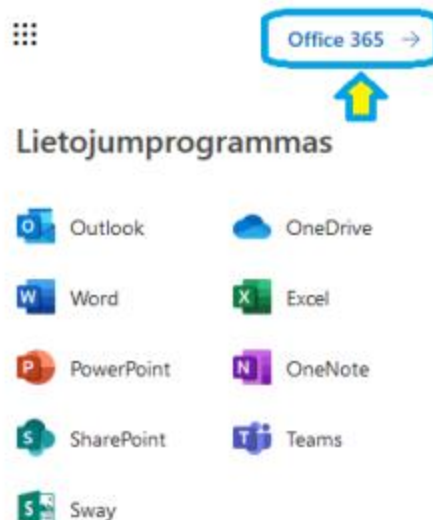 Office 365 →
Lietojumprogrammas
Outlook OneDrive
Word Excel
PowerPoint OneNote
SharePoint Teams
Sway